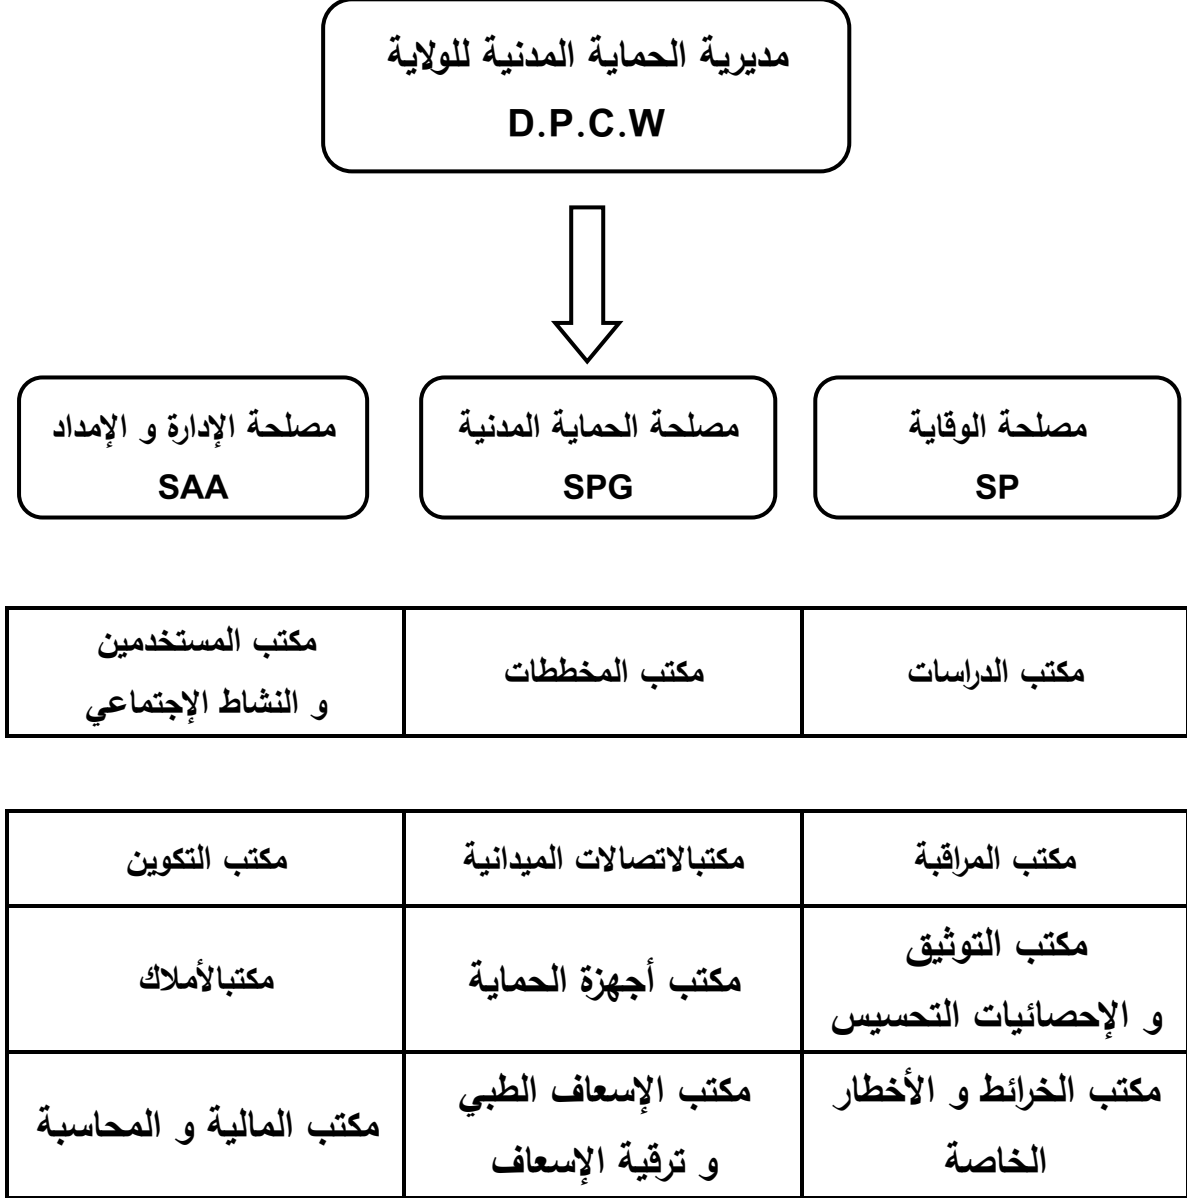 مديرية الحماية المدنية للولاية
D.P.C.W
مصلحة الوقاية
SP
مصلحة الحماية المدنية
SPG
مصلحة الإدارة و الإمداد
SAA
مكتب الدراسات
مكتب المخططات
مكتب المستخدمين
و النشاط الإجتماعي
مكتب المراقبة
مكتبالاتصالات الميدانية
مكتب التكوين
مكتب التوثيق
و الإحصائيات التحسيس
مكتب أجهزة الحماية
مكتبالأملاك
مكتب الخرائط و الأخطار
الخاصة
مكتب الإسعاف الطبي
و ترقية الإسعاف
مكتب المالية و المحاسبة